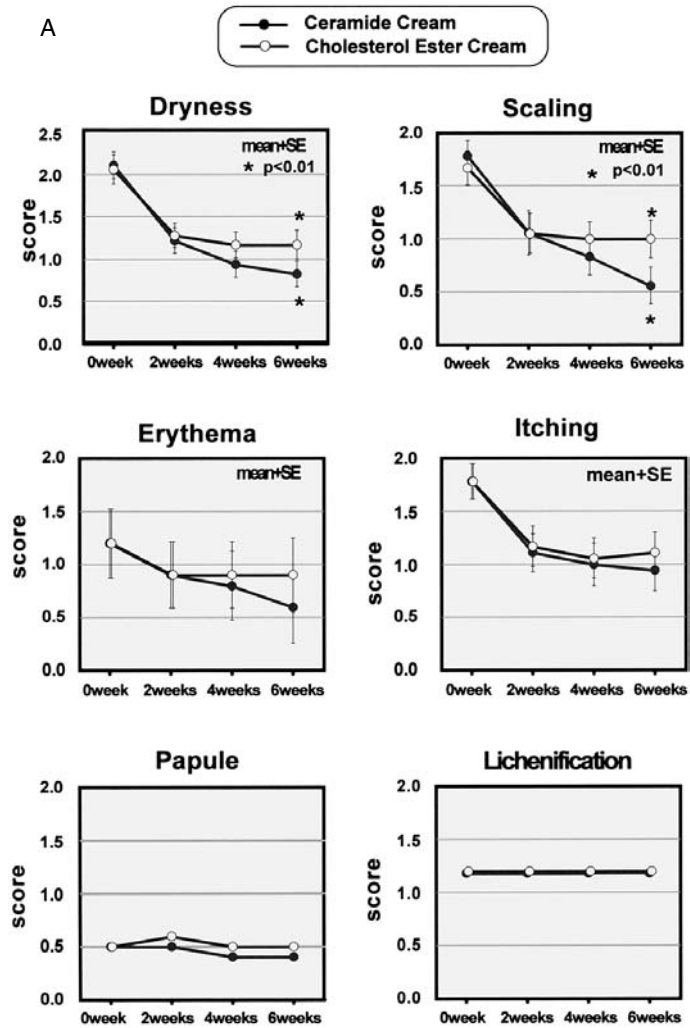 A
Ceramide Cream
Cholesterol Ester Cream
Dryness
mean+SE
* p<0.01
score
2.5
2.0
1.5
1.0
0.5
0.0
*
*
0week 2weeks 4weeks 6weeks
Scaling
mean+SE
* p<0.01
score
2.0
1.5
1.0
0.5
0.0
*
*
0week 2weeks 4weeks 6weeks
Erythema
mean+SE
score
2.0
1.5
1.0
0.5
0.0
0week 2weeks 4weeks 6weeks
Itching
mean+SE
score
2.0
1.5
1.0
0.5
0.0
0week 2weeks 4weeks 6weeks
Papule
score
2.0
1.5
1.0
0.5
0.0
0week 2weeks 4weeks 6weeks
Lichenification
score
2.0
1.5
1.0
0.5
0.0
0week 2weeks 4weeks 6weeks